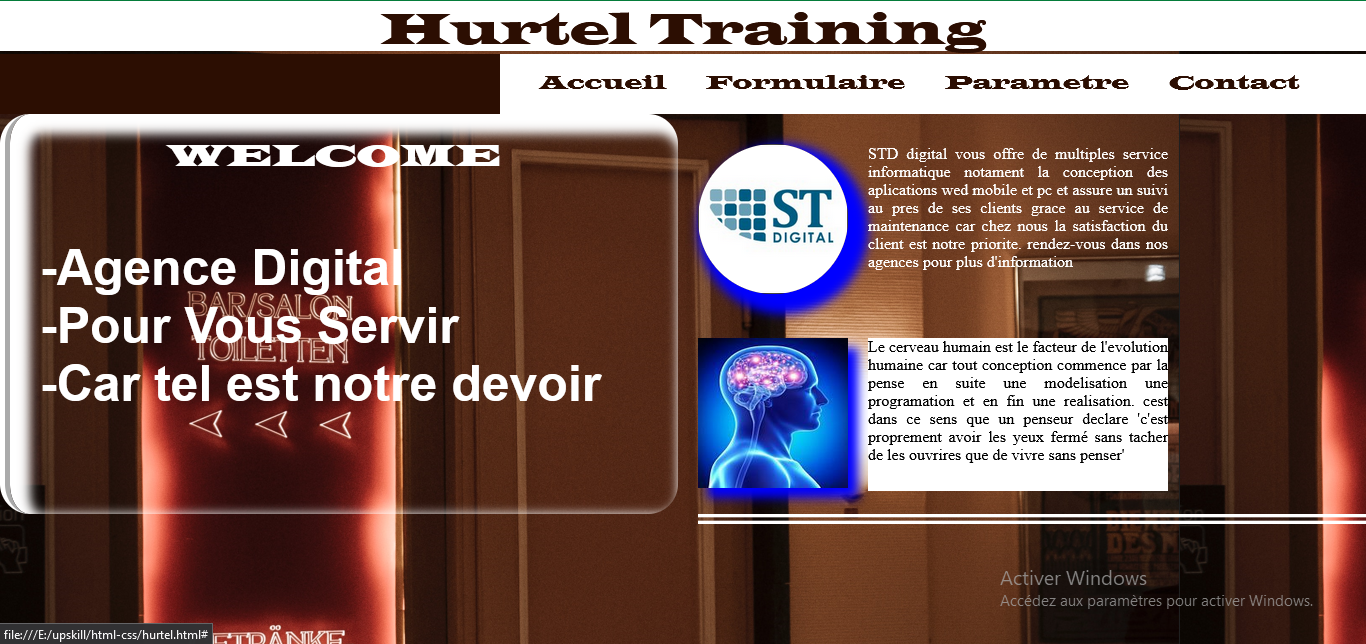 Hurtel Training
Accueil Formulaire Parametre Contact
WELCOME
-Agence Digital
BAR/SALON
-Pour Vous Servir
TOILETTEN
-Car tel est notre devoir
ST
DIGITAL
STD digital vous offre de multiples service
informatique notament la conception des
aplications wed mobile et pc et assure un suivi
au pres de ses clients grace au service de
maintenance car chez nous la satisfaction du
client est notre priorite. rendez-vous dans nos
agences pour plus d'information
Le cerveau humain est le facteur de l'evolution
humaine car tout conception commence par la
pense en suite une modelisation une
programation et en fin une realisation. cest
dans ce sens que un penseur declare 'c'est
proprement avoir les yeux fermé sans tacher
de les ouvrires que de vivre sans penser'
Activer Windows
Accédez aux paramètres pour activer Windows.
file:///E:/upskill/html-css/hurtel.html#
GETRÄNKE